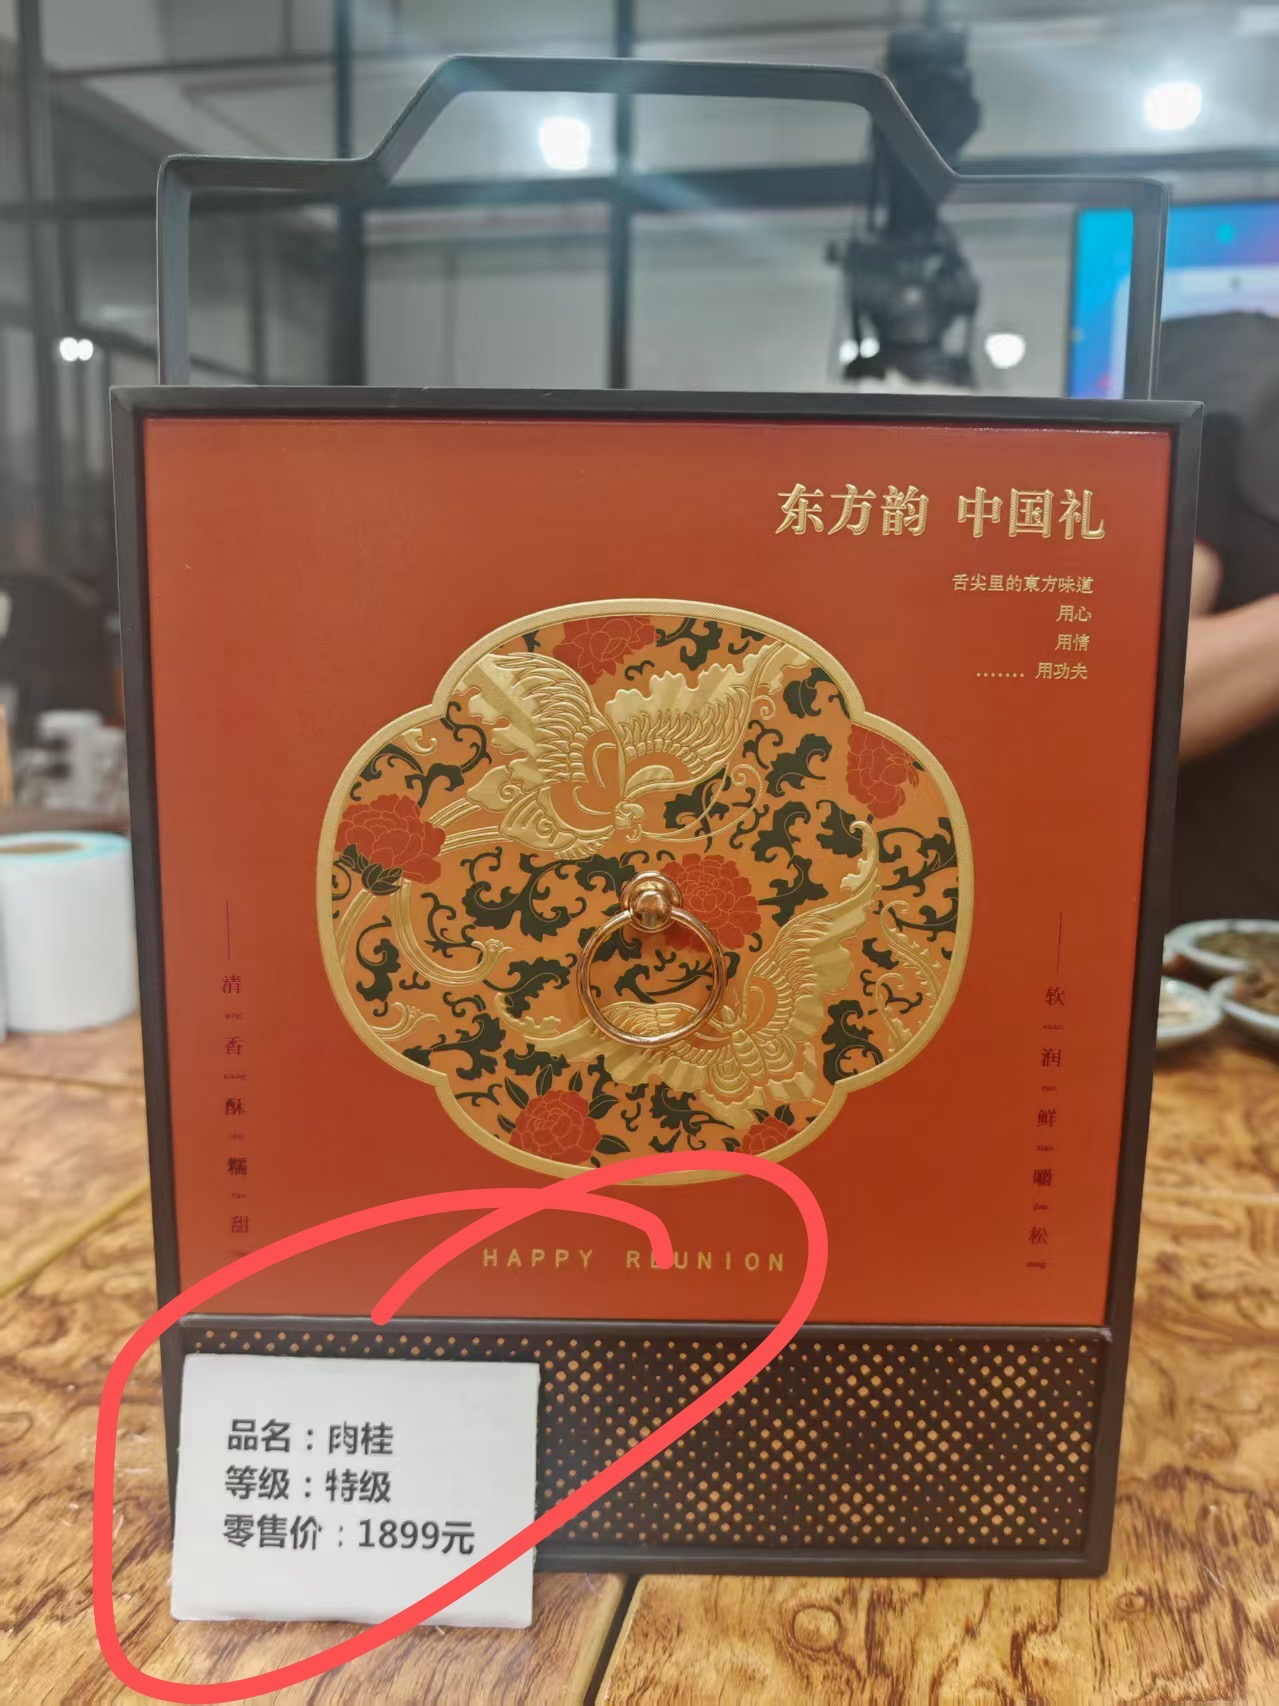 东方韵 中国礼
舌尖里的東方味道
用心
用情
....... 用功夫
清
香
酥
糯
甜
软
润
鲜
嚼
松
HAPPY REUNION
品名：肉桂
等级：特级
零售价：1899元